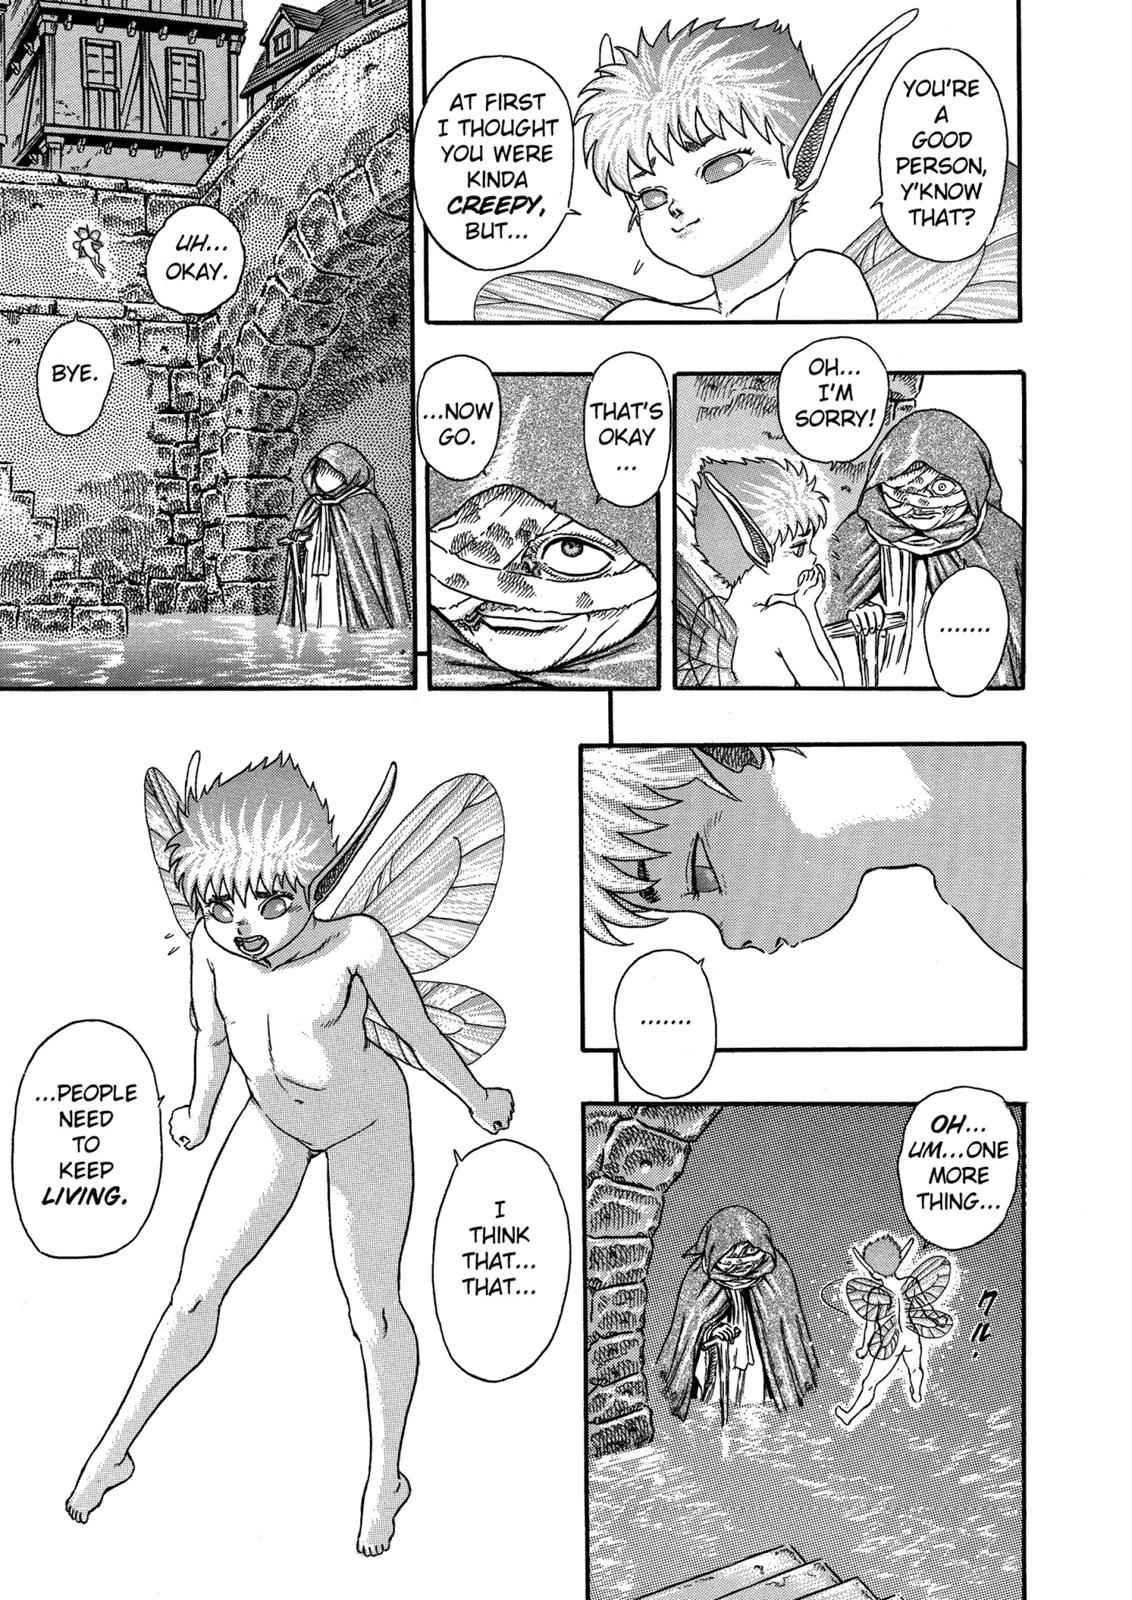 YOU'RE
A
GOOD
PERSON,
Y'KNOW
THAT?
AT FIRST
I THOUGHT
YOU WERE
KINDA
CREEPY,
BUT...
OH...
I'M
SORRY!
........
THAT'S
OKAY
...
...NOW
GO.
UH...
OKAY.
BYE.
........
OH...
UM...ONE
MORE
THING...
クル
I
THINK
THAT...
THAT...
...PEOPLE
NEED
TO
KEEP
LIVING.